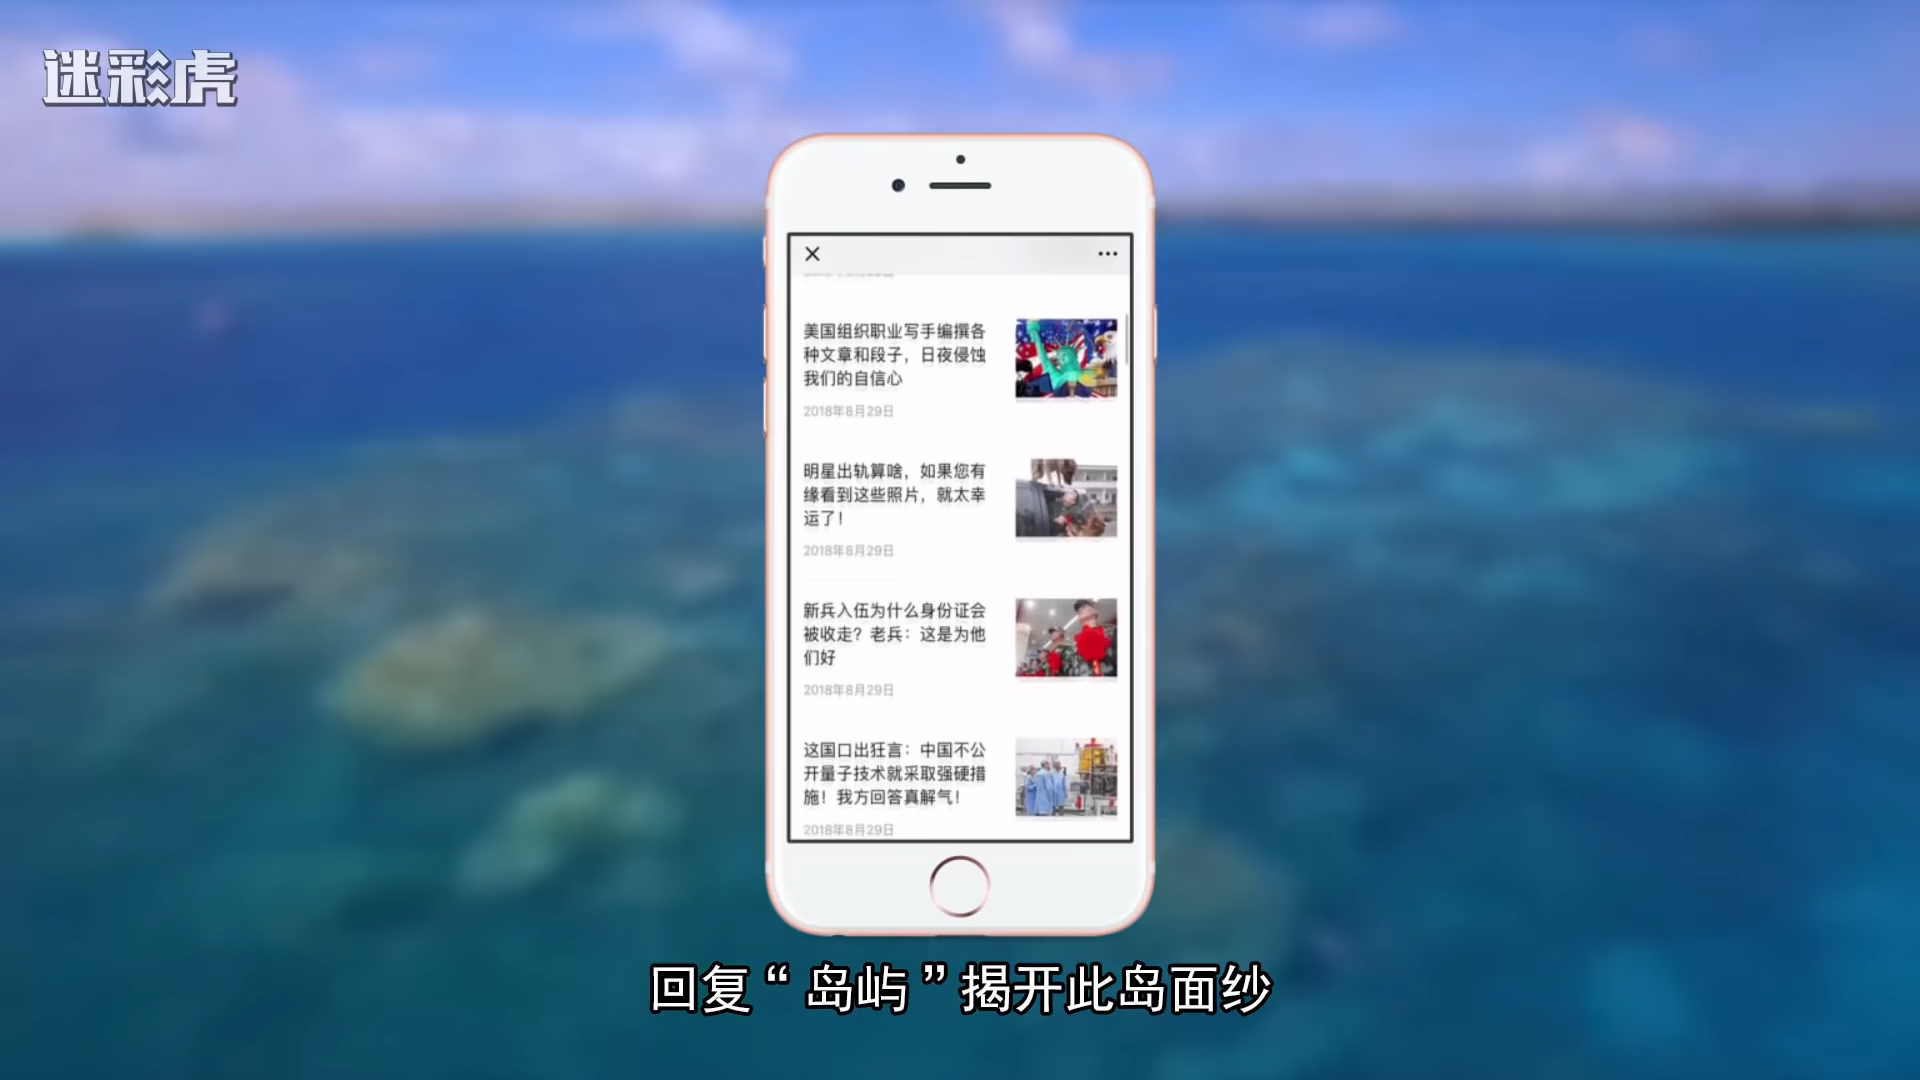 迷彩虎
美国组织职业写手编撰各
种文章和段子，日夜侵蚀
我们的自信心
2018年8月29日
明星出轨算啥，如果您有
缘看到这些照片，就太幸
运了！
2018年8月29日
新兵入伍为什么身份证会
被收走？老兵：这是为他
们好
2018年8月29日
这国口出狂言：中国不公
开量子技术就采取强硬措
施！我方回答真解气！
2018年8月29日
回复“岛屿”揭开此岛面纱